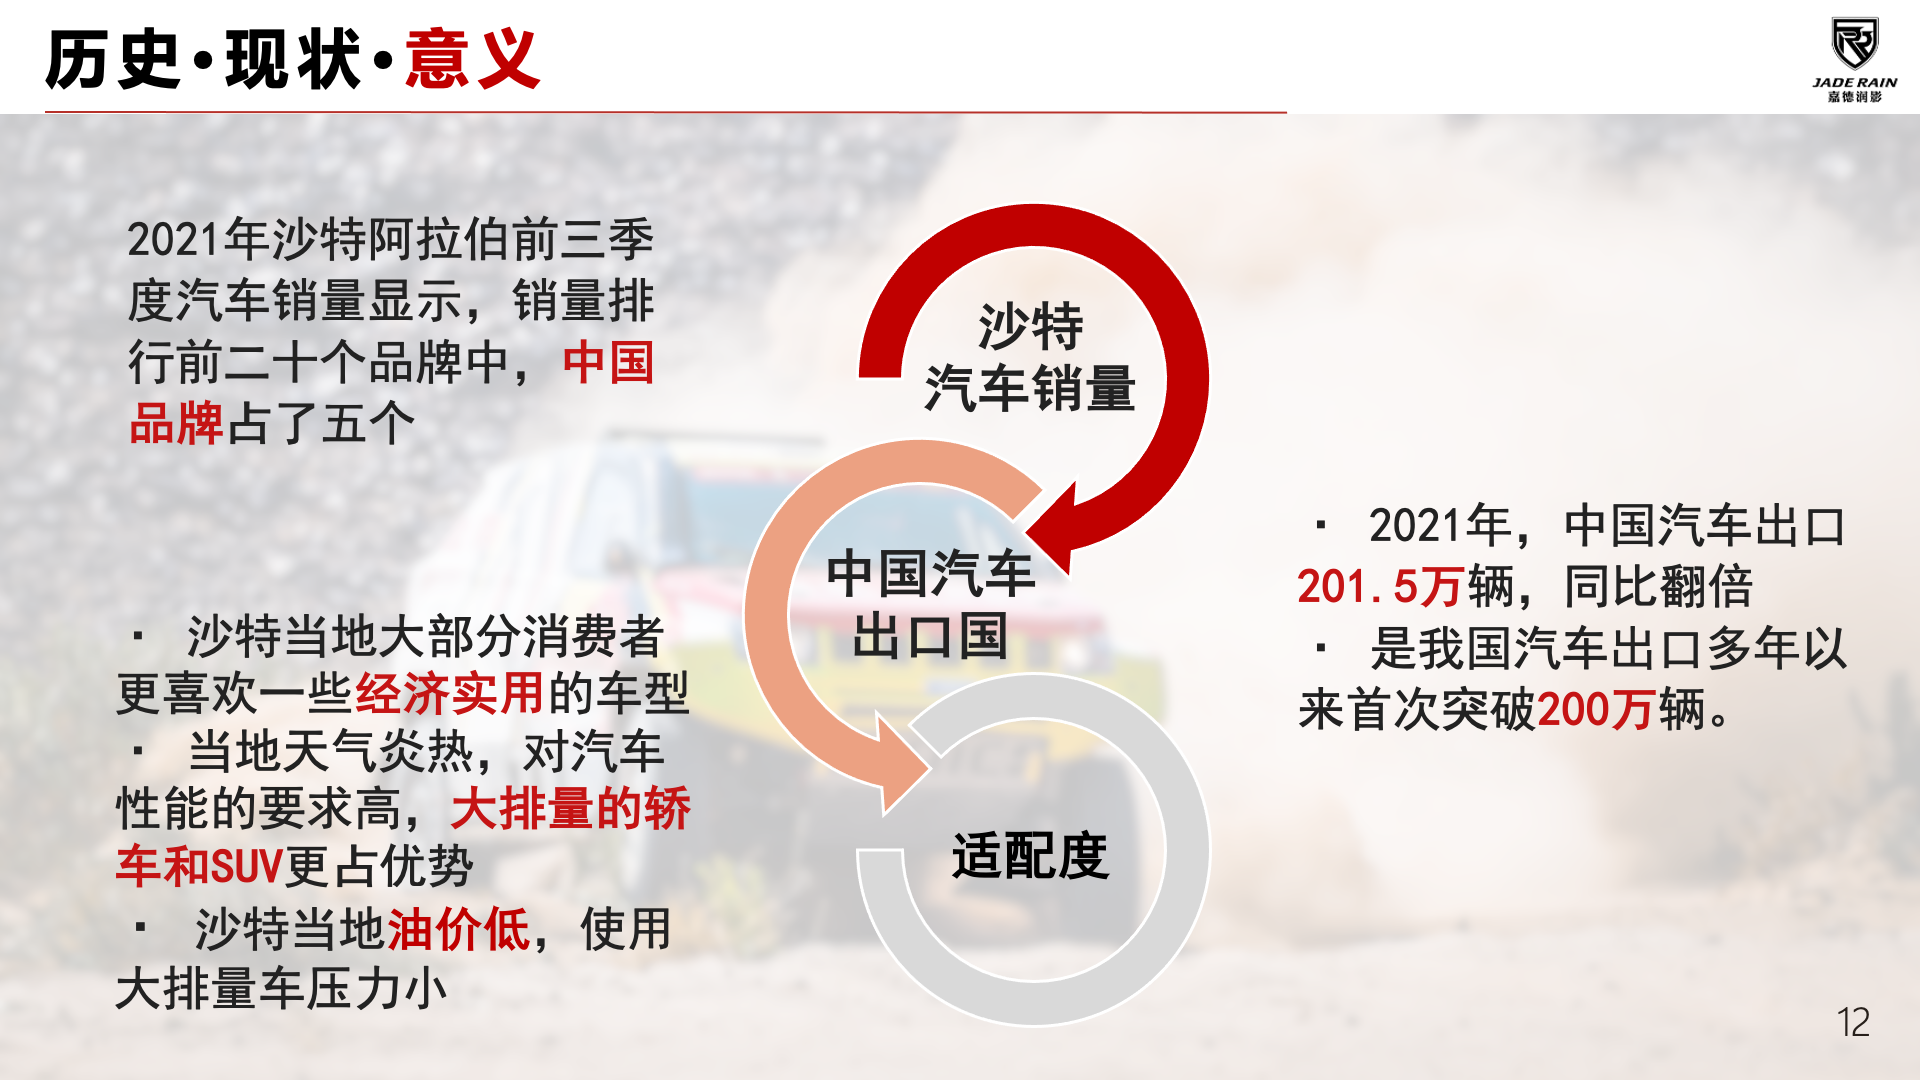 历史·现状·意义
JADE RAIN
嘉德润影
2021年沙特阿拉伯前三季
度汽车销量显示，销量排
行前二十个品牌中，中国
品牌占了五个
沙特
汽车销量
中国汽车
出口国
适配度
▪ 2021年，中国汽车出口
201.5万辆，同比翻倍
▪ 是我国汽车出口多年以
来首次突破200万辆。
▪ 沙特当地大部分消费者
更喜欢一些经济实用的车型
▪ 当地天气炎热，对汽车
性能的要求高，大排量的轿
车和SUV更占优势
▪ 沙特当地油价低，使用
大排量车压力小
12